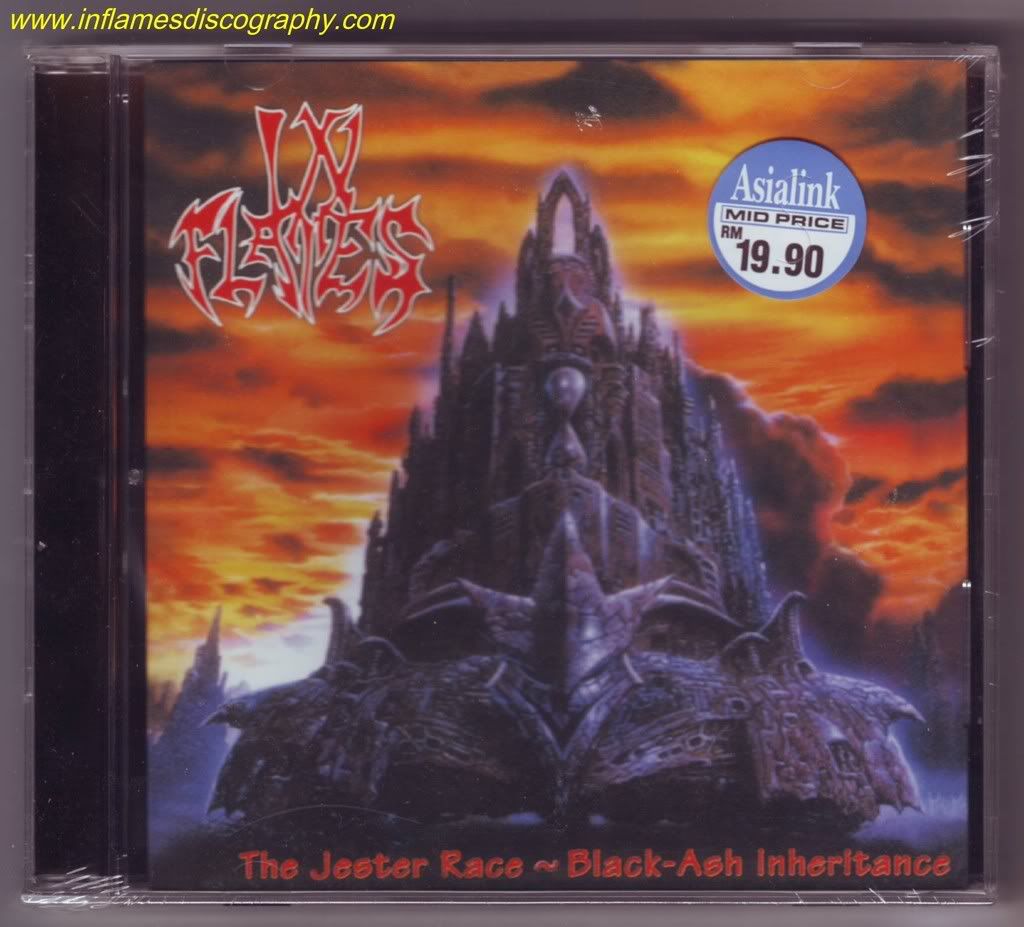 www.inflamesdiscography.com
IN
FLAMES
Asialink
MID PRICE
RM
19.90
The Jester Race ~ Black-Ash Inheritance